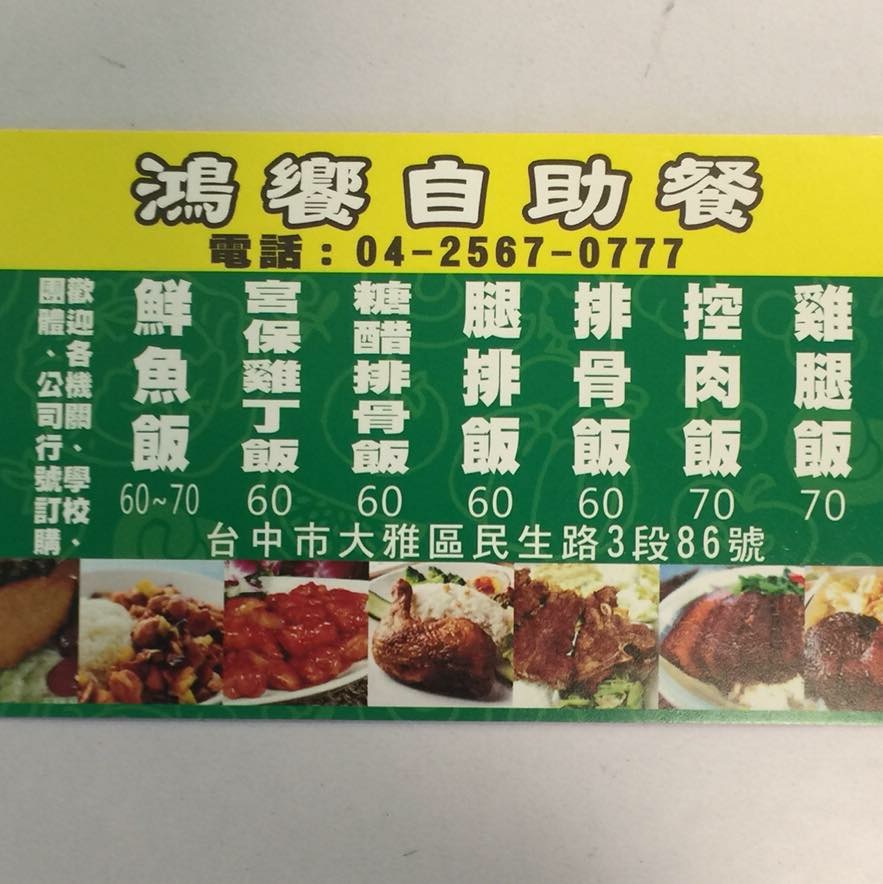 鴻饗自助餐
電話：04-2567-0777
雞腿飯
70
控肉飯
70
排骨飯
60
腿排飯
60
糖醋排骨飯
60
宮保雞丁飯
60
鮮魚飯
60~70
歡迎各機關、學校、
團體、公司行號訂購
台中市大雅區民生路3段86號